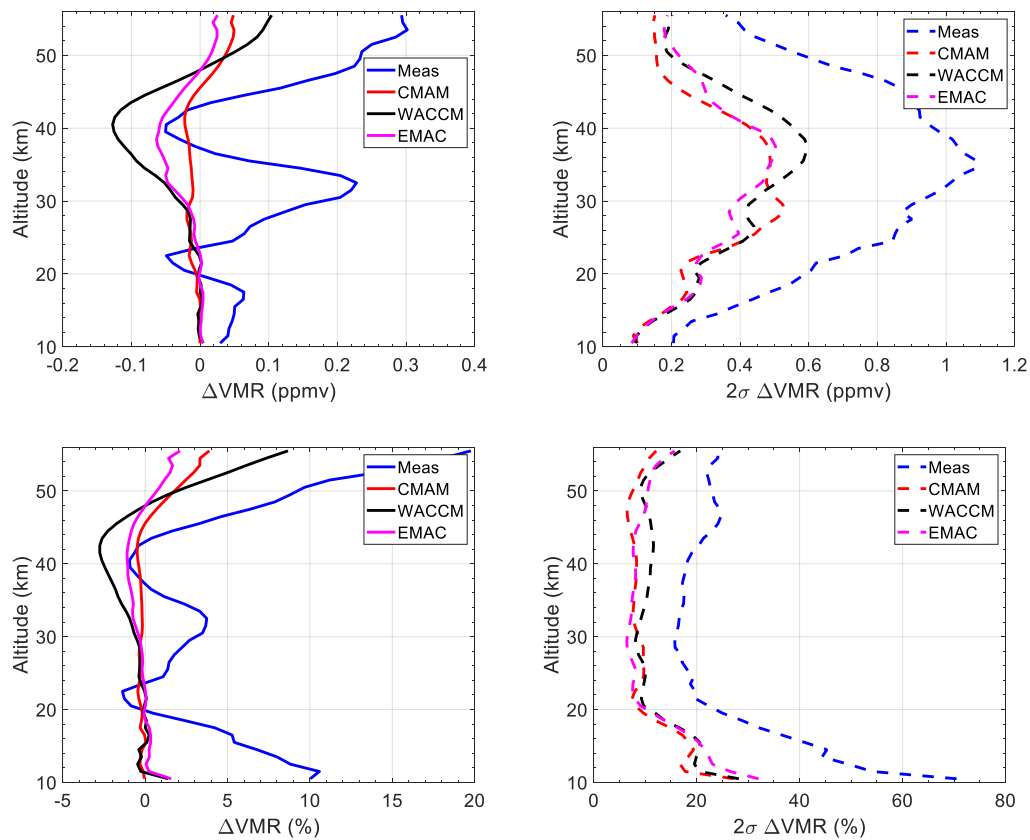 50
40
30
20
10
Altitude (km)
-0.2 -0.1 0 0.1 0.2 0.3 0.4
ΔVMR (ppmv)
Meas
CMAM
WACCM
EMAC
50
40
30
20
10
Altitude (km)
0 0.2 0.4 0.6 0.8 1 1.2
2σ ΔVMR (ppmv)
Meas
CMAM
WACCM
EMAC
50
40
30
20
10
Altitude (km)
-5 0 5 10 15 20
ΔVMR (%)
Meas
CMAM
WACCM
EMAC
50
40
30
20
10
Altitude (km)
0 20 40 60 80
2σ ΔVMR (%)
Meas
CMAM
WACCM
EMAC